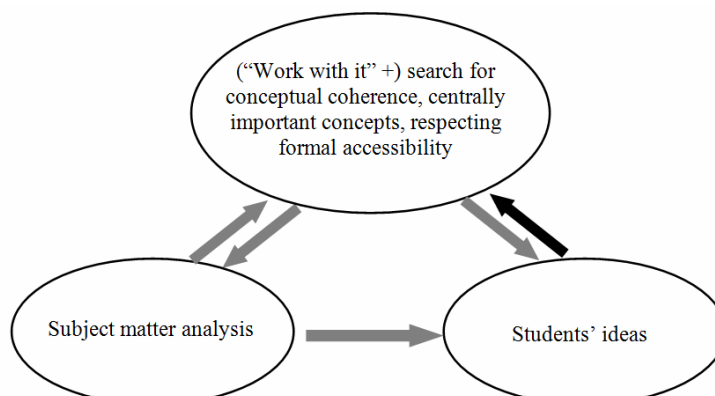 (“Work with it” +) search for
conceptual coherence, centrally
important concepts, respecting
formal accessibility
Subject matter analysis
Students’ ideas